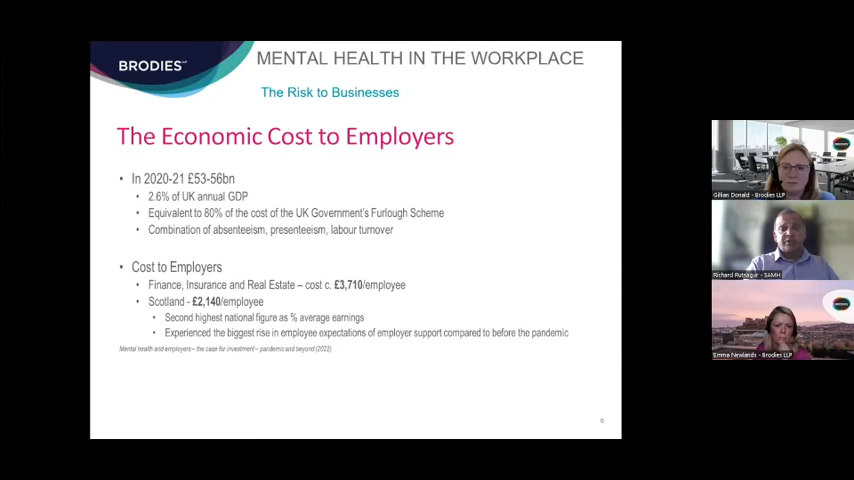 BRODIES LLP
MENTAL HEALTH IN THE WORKPLACE
The Risk to Businesses
The Economic Cost to Employers
• In 2020-21 £53-56bn
• 2.6% of UK annual GDP
• Equivalent to 80% of the cost of the UK Government's Furlough Scheme
• Combination of absenteeism, presenteeism, labour turnover
• Cost to Employers
• Finance, Insurance and Real Estate – cost c. £3,710/employee
• Scotland - £2,140/employee
• Second highest national figure as % average earnings
• Experienced the biggest rise in employee expectations of employer support compared to before the pandemic
Mental health and employers – the case for investment – pandemic and beyond (2022)
6
Gillian Donald - Brodies LLP
Richard - SAMH
Emma Newlands - Brodies LLP